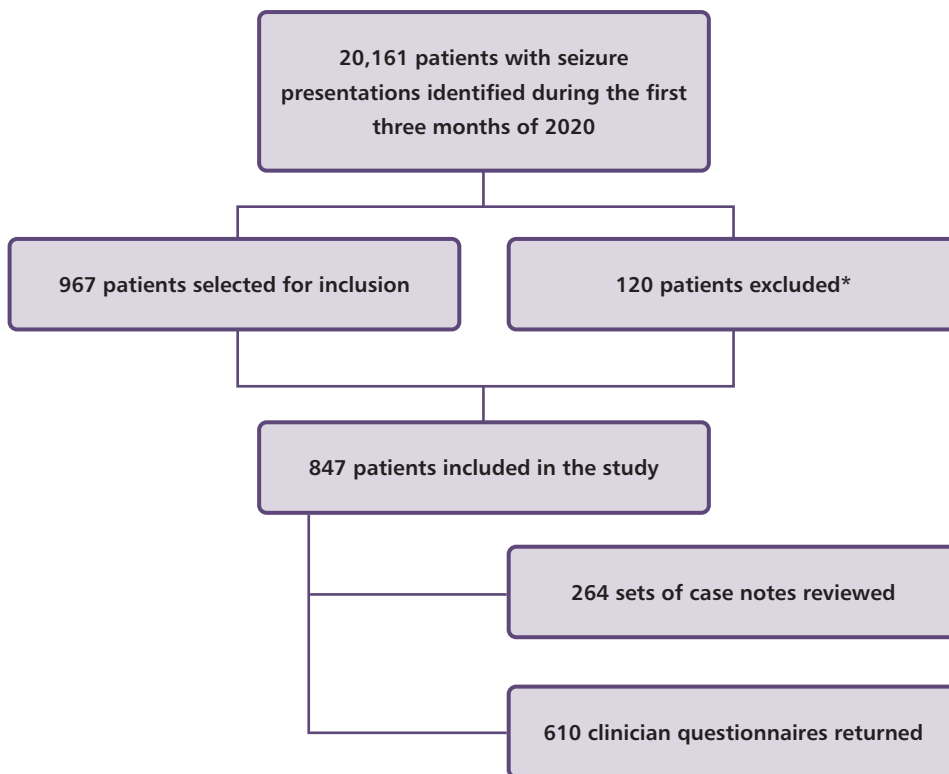 20,161 patients with seizure
presentations identified during the first
three months of 2020
967 patients selected for inclusion
120 patients excluded*
847 patients included in the study
264 sets of case notes reviewed
610 clinician questionnaires returned